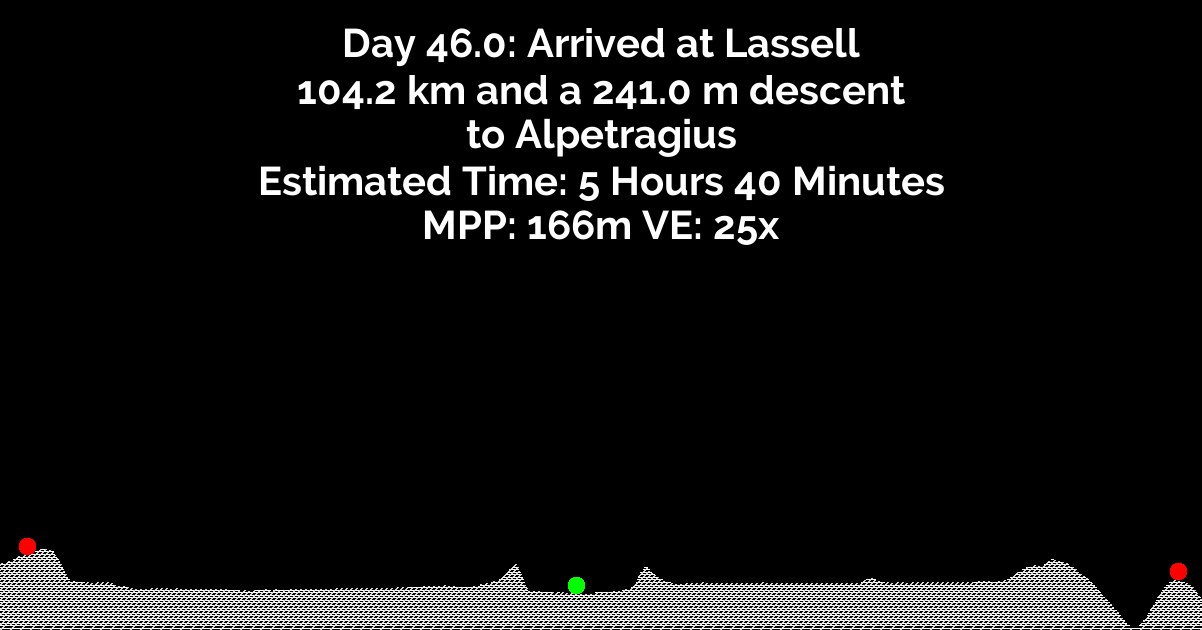 Day 46.0: Arrived at Lassell
104.2 km and a 241.0 m descent
to Alpetragius
Estimated Time: 5 Hours 40 Minutes
MPP: 166m VE: 25x